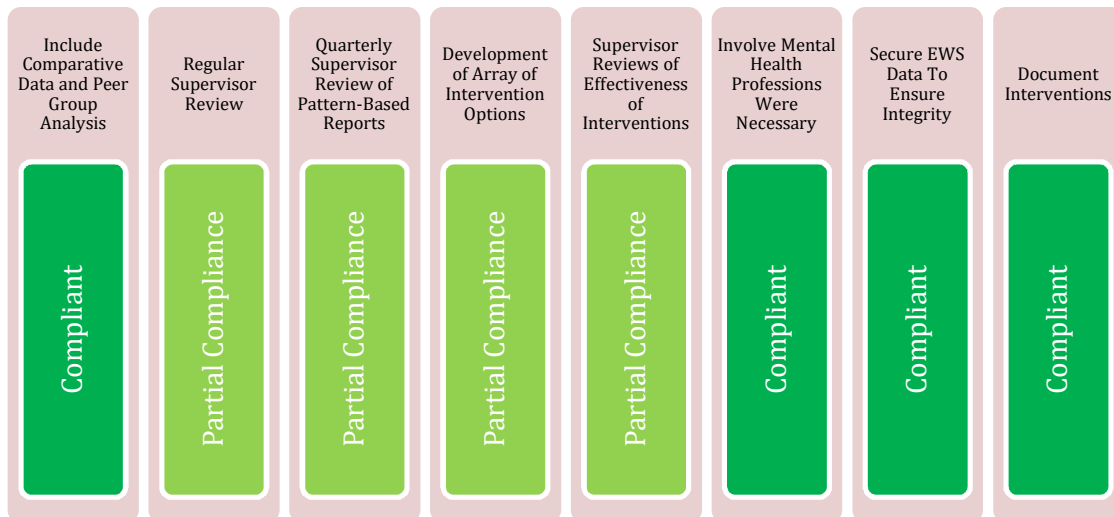 Include
Comparative
Data and Peer
Group
Analysis
Regular
Supervisor
Review
Quarterly
Supervisor
Review of
Pattern-Based
Reports
Development
of Array of
Intervention
Options
Supervisor
Reviews of
Effectiveness
of
Interventions
Involve Mental
Health
Professions
Were
Necessary
Secure EWS
Data To
Ensure
Integrity
Document
Interventions
Compliant
Partial Compliance
Partial Compliance
Partial Compliance
Partial Compliance
Compliant
Compliant
Compliant